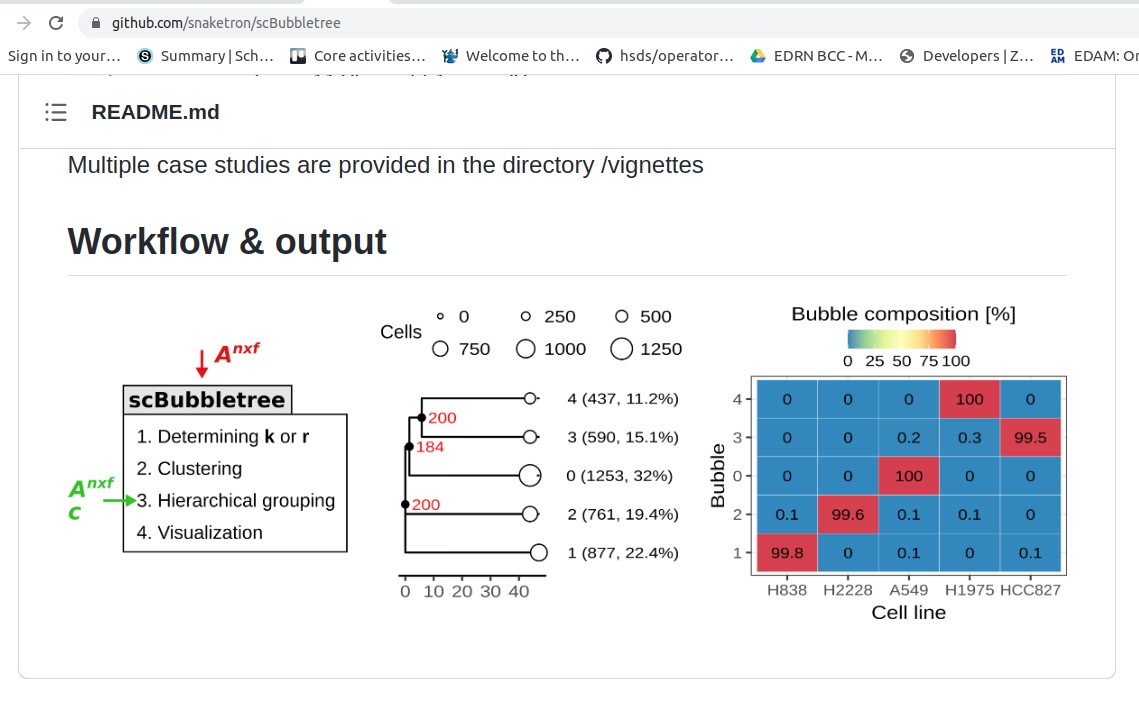 github.com/snaketron/scBubbletree
Sign in to your… Summary | Sch… Core activities… Welcome to th… hsds/operator… EDRN BCC - M… Developers | Z… ED AM EDAM: Or
README.md
Multiple case studies are provided in the directory /vignettes
Workflow & output
A^nxf
scBubbletree
1. Determining k or r
2. Clustering
3. Hierarchical grouping
4. Visualization
A^nxf
c
Cells
0 250 500
750 1000 1250
200
184
200
4 (437, 11.2%)
3 (590, 15.1%)
0 (1253, 32%)
2 (761, 19.4%)
1 (877, 22.4%)
0 10 20 30 40
Bubble composition [%]
0 25 50 75 100
Bubble
4 0 0 0 100 0
3 0 0 0.2 0.3 99.5
0 0 0 100 0 0
2 0.1 99.6 0.1 0.1 0
1 99.8 0 0.1 0 0.1
H838 H2228 A549 H1975 HCC827
Cell line